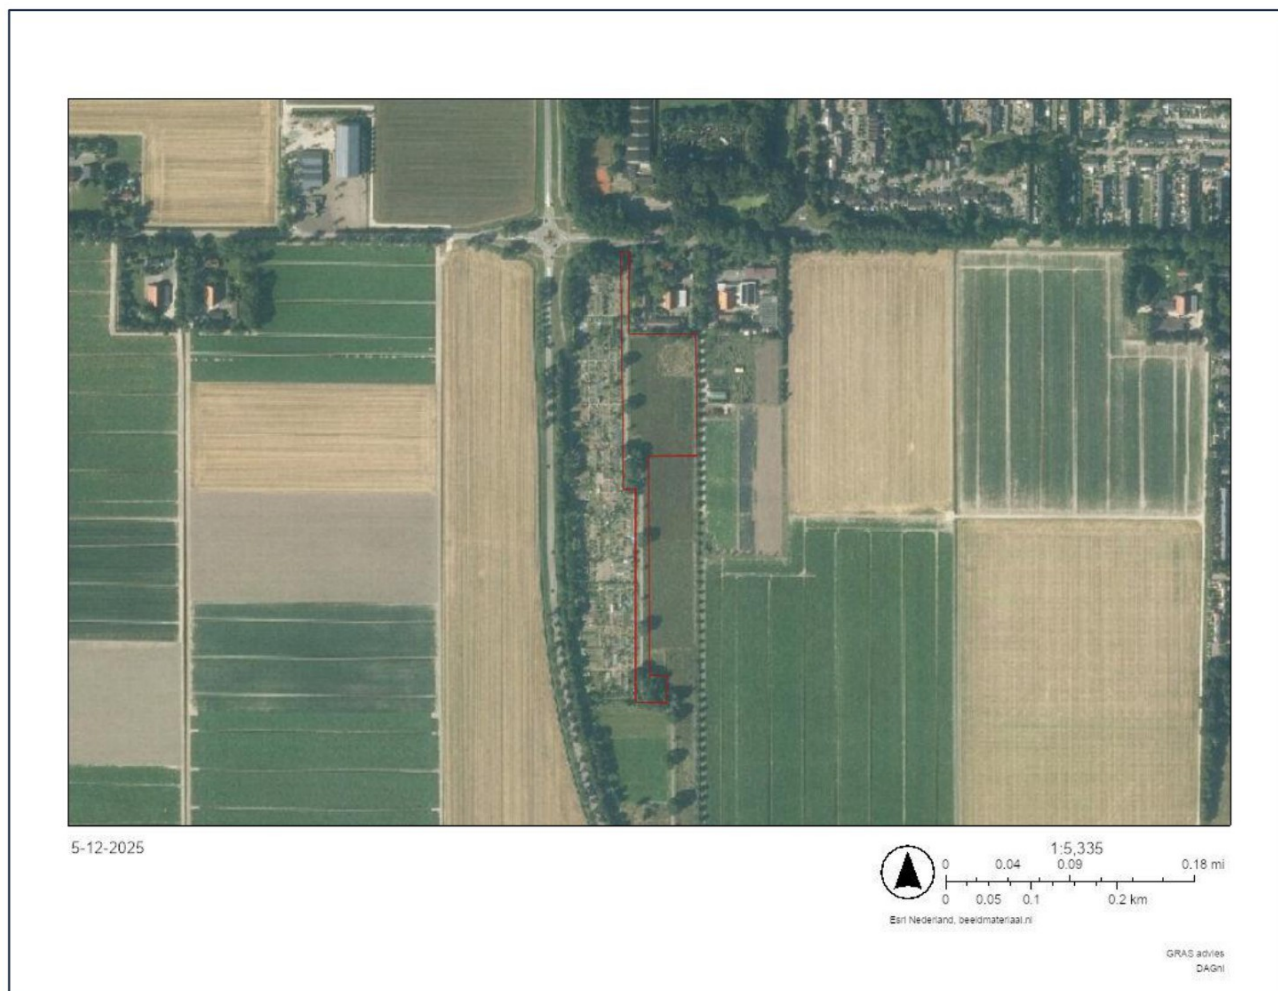 5-12-2025
1:5,335
0 0.04 0.09 0.18 mi
0 0.05 0.1 0.2 km
Esri Nederland, beeldmateriaal.nl
GRAS advies
DAGnl